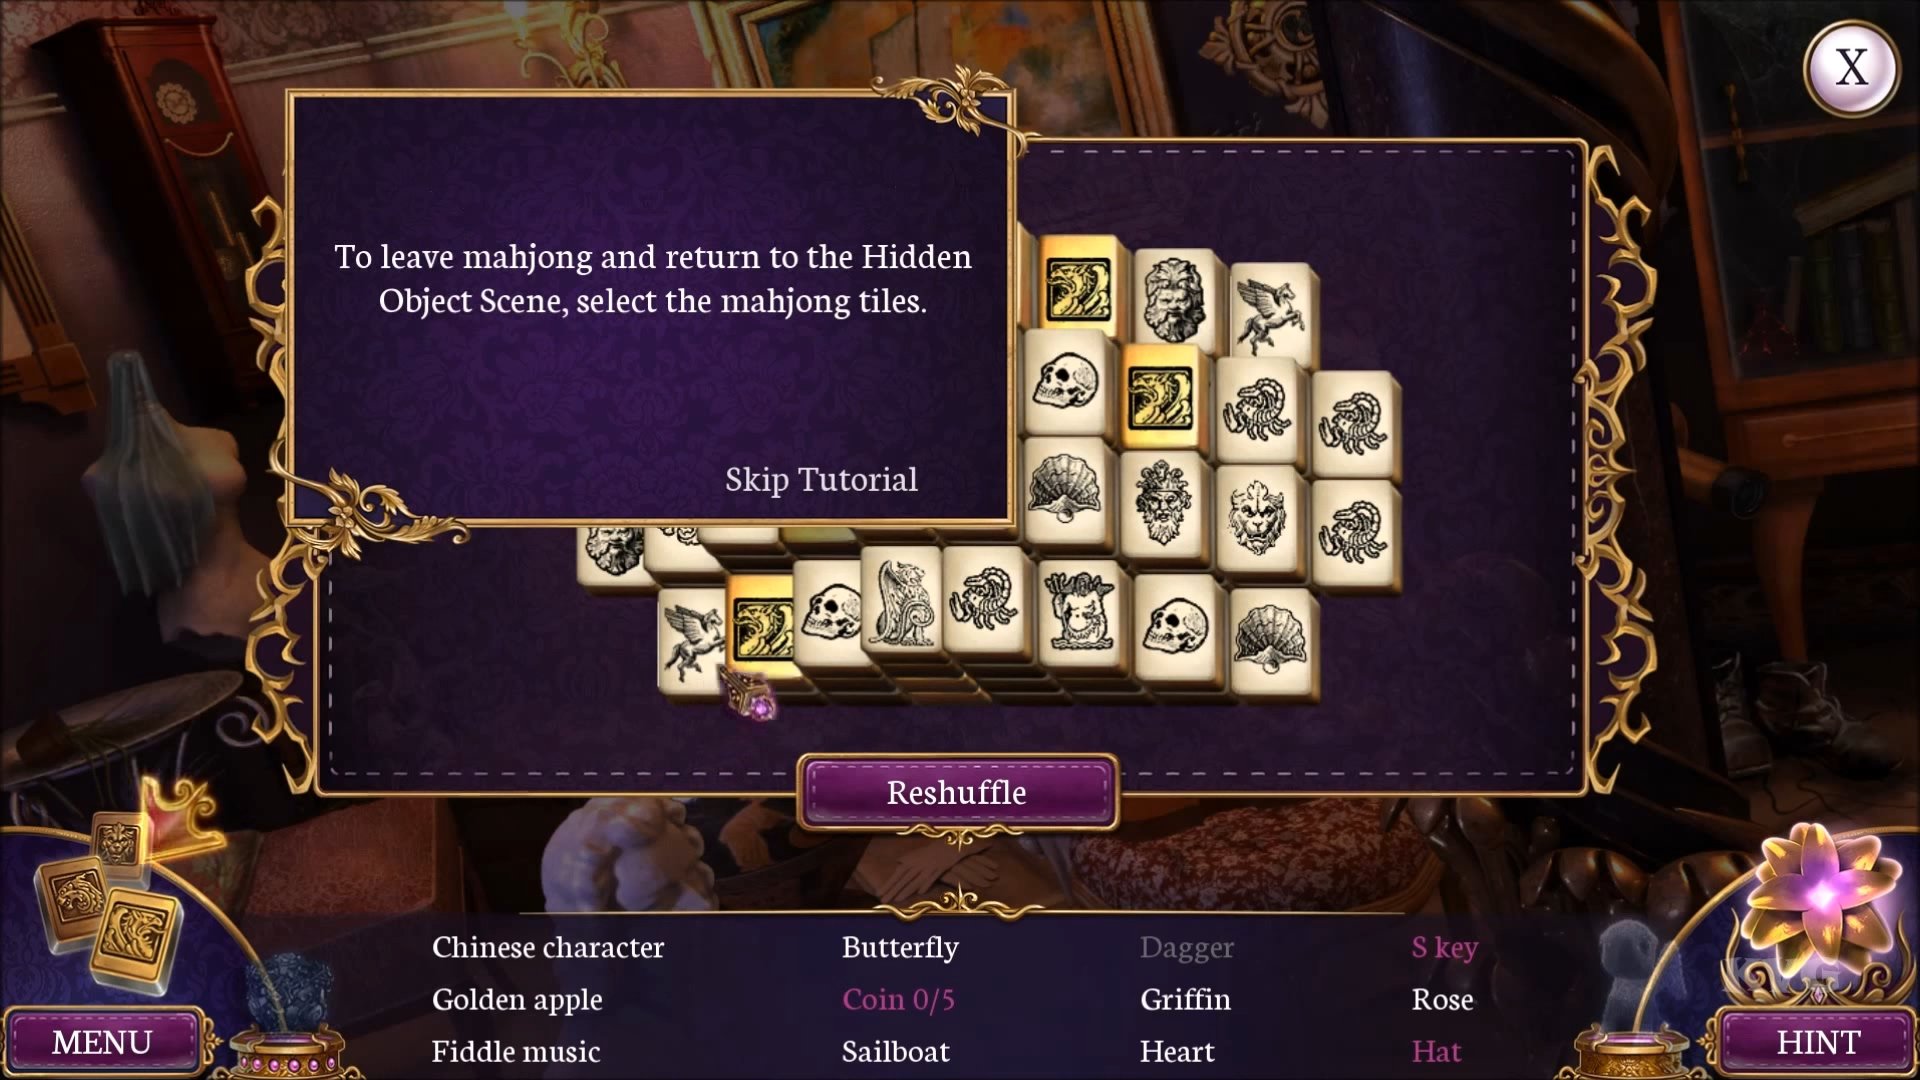 X
To leave mahjong and return to the Hidden
Object Scene, select the mahjong tiles.
Skip Tutorial
Reshuffle
Chinese character Butterfly Dagger S key
Golden apple Coin 0/5 Griffin Rose
Fiddle music Sailboat Heart Hat
MENU
HINT